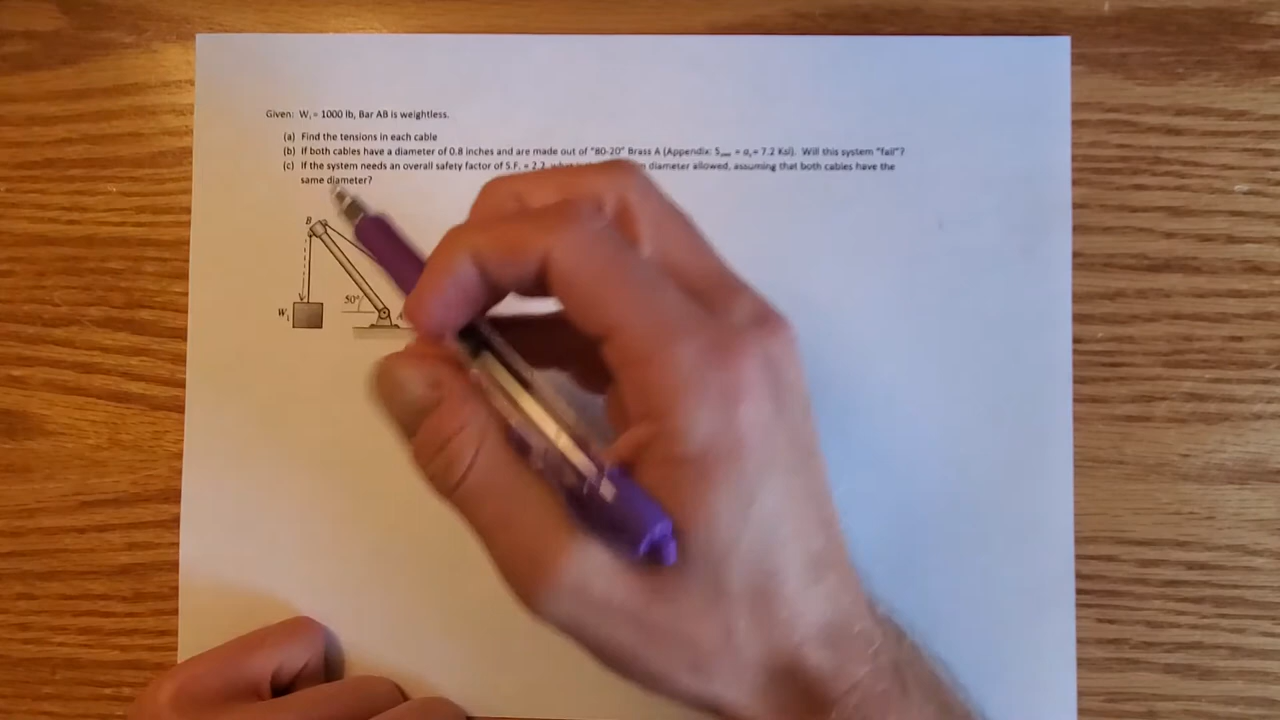 Given: W₁ = 1000 lb, Bar AB is weightless.
(a) Find the tensions in each cable
(b) If both cables have a diameter of 0.8 inches and are made out of "80-20" Brass A (Appendix: S = σ = 7.2 Ksi). Will this system "fail"?
(c) If the system needs an overall safety factor of S.F. = 2.2, diameter allowed, assuming that both cables have the
same diameter?
B
50°
W₁
A